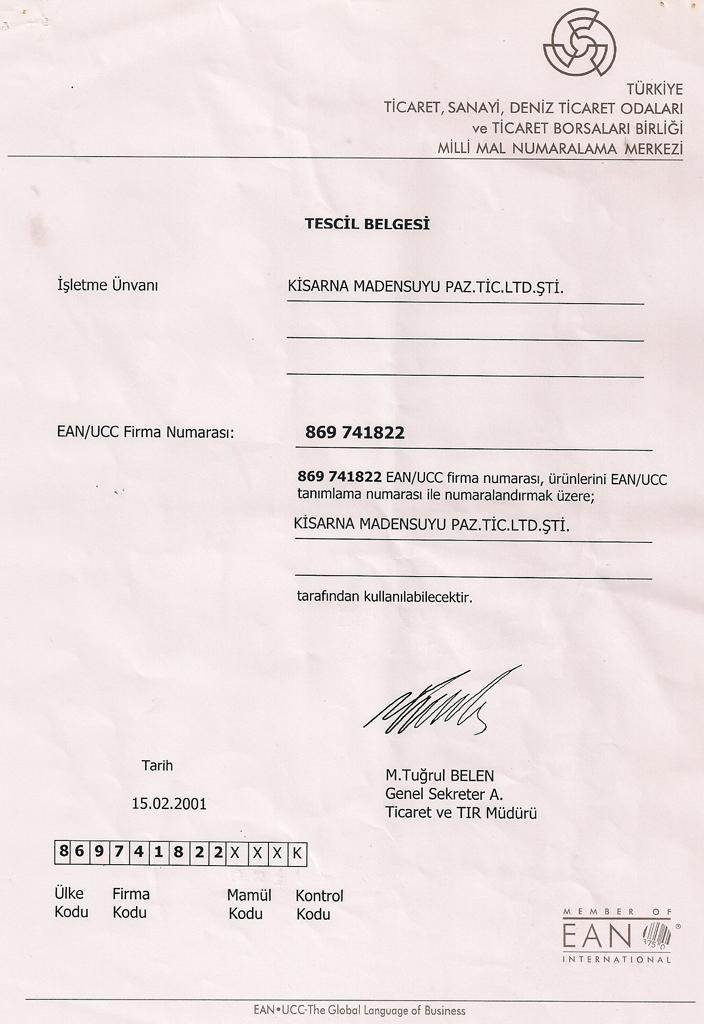 TÜRKİYE
TİCARET, SANAYİ, DENİZ TİCARET ODALARI
ve TİCARET BORSALARI BİRLİĞİ
MİLLİ MAL NUMARALAMA MERKEZİ
TESCİL BELGESİ
İşletme Ünvanı KİSARNA MADENSUYU PAZ.TİC.LTD.ŞTİ.
EAN/UCC Firma Numarası: 869 741822
869 741822 EAN/UCC firma numarası, ürünlerini EAN/UCC
tanımlama numarası ile numaralandırmak üzere;
KİSARNA MADENSUYU PAZ.TİC.LTD.ŞTİ.
tarafından kullanılabilecektir.
Tarih
15.02.2001
M.Tuğrul BELEN
Genel Sekreter A.
Ticaret ve TIR Müdürü
8 6 9 7 4 1 8 2 2 X X X K
Ülke Firma Mamül Kontrol
Kodu Kodu Kodu Kodu
MEMBER OF
EAN ®
INTERNATIONAL
EAN•UCC-The Global Language of Business